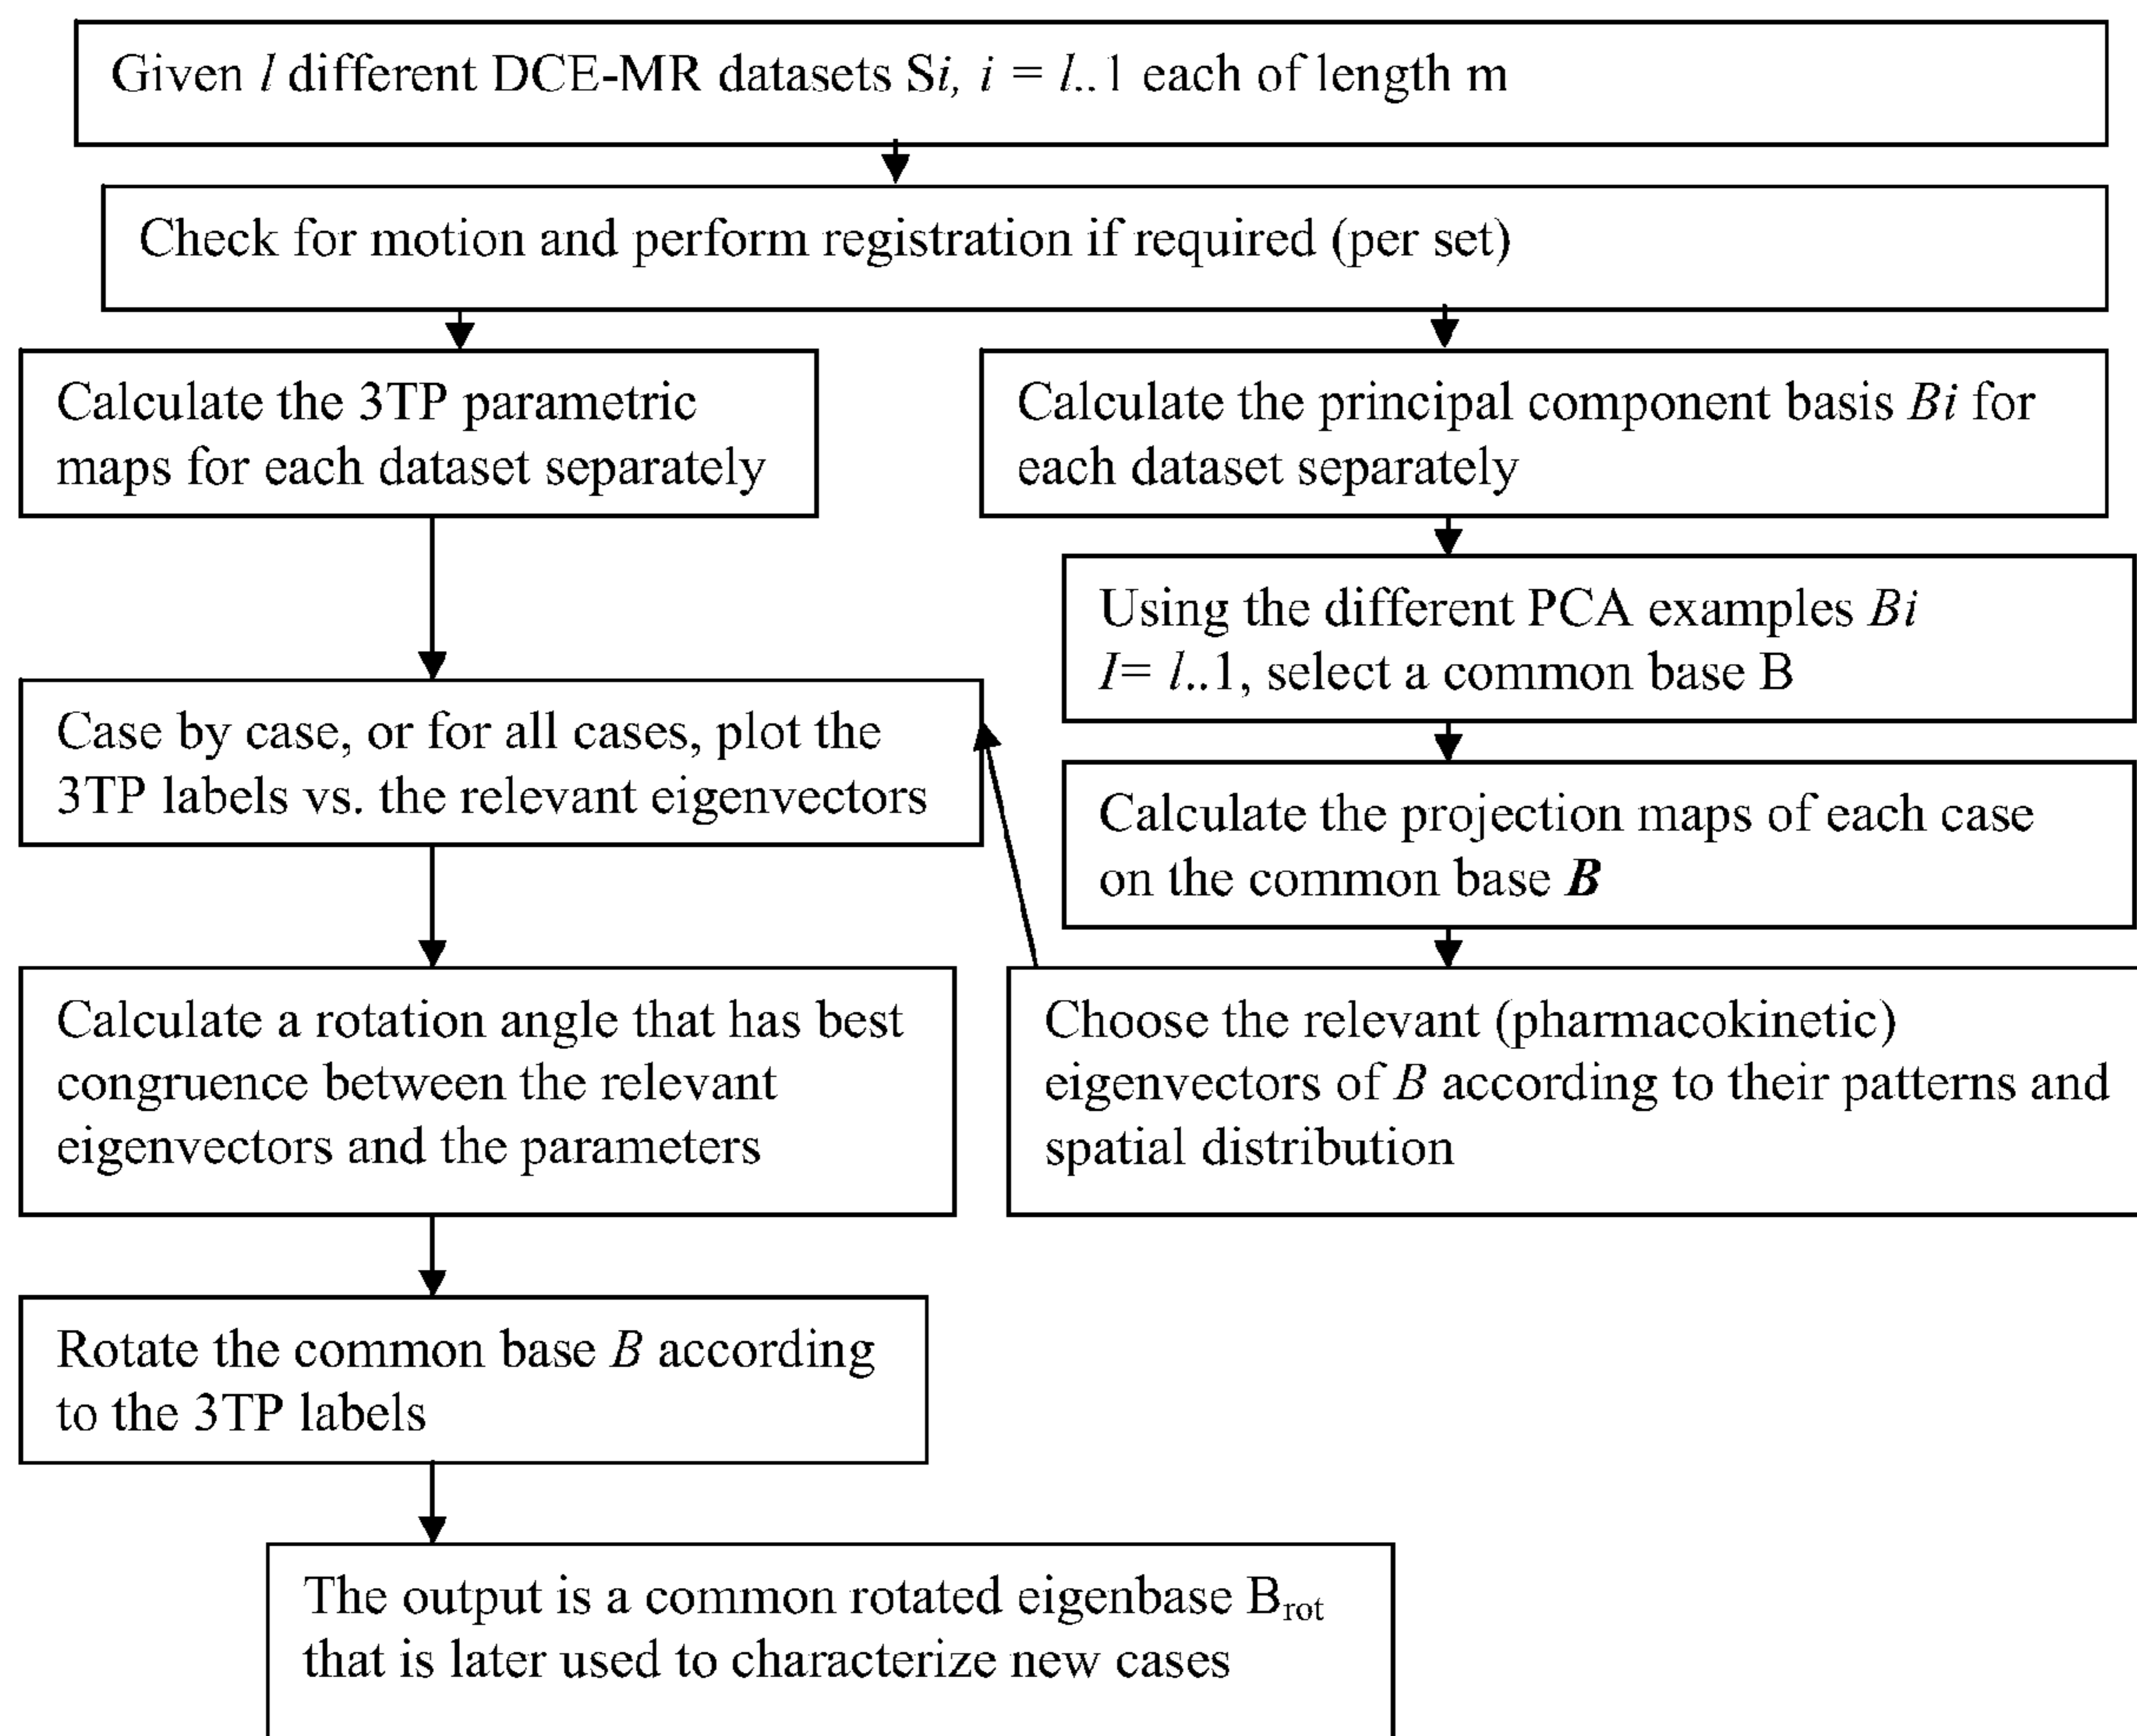 Given l different DCE-MR datasets Si, i = l..1 each of length m
Check for motion and perform registration if required (per set)
Calculate the 3TP parametric
maps for each dataset separately
Calculate the principal component basis Bi for
each dataset separately
Using the different PCA examples Bi
I= l..1, select a common base B
Case by case, or for all cases, plot the
3TP labels vs. the relevant eigenvectors
Calculate the projection maps of each case
on the common base B
Calculate a rotation angle that has best
congruence between the relevant
eigenvectors and the parameters
Choose the relevant (pharmacokinetic)
eigenvectors of B according to their patterns and
spatial distribution
Rotate the common base B according
to the 3TP labels
The output is a common rotated eigenbase Brot
that is later used to characterize new cases